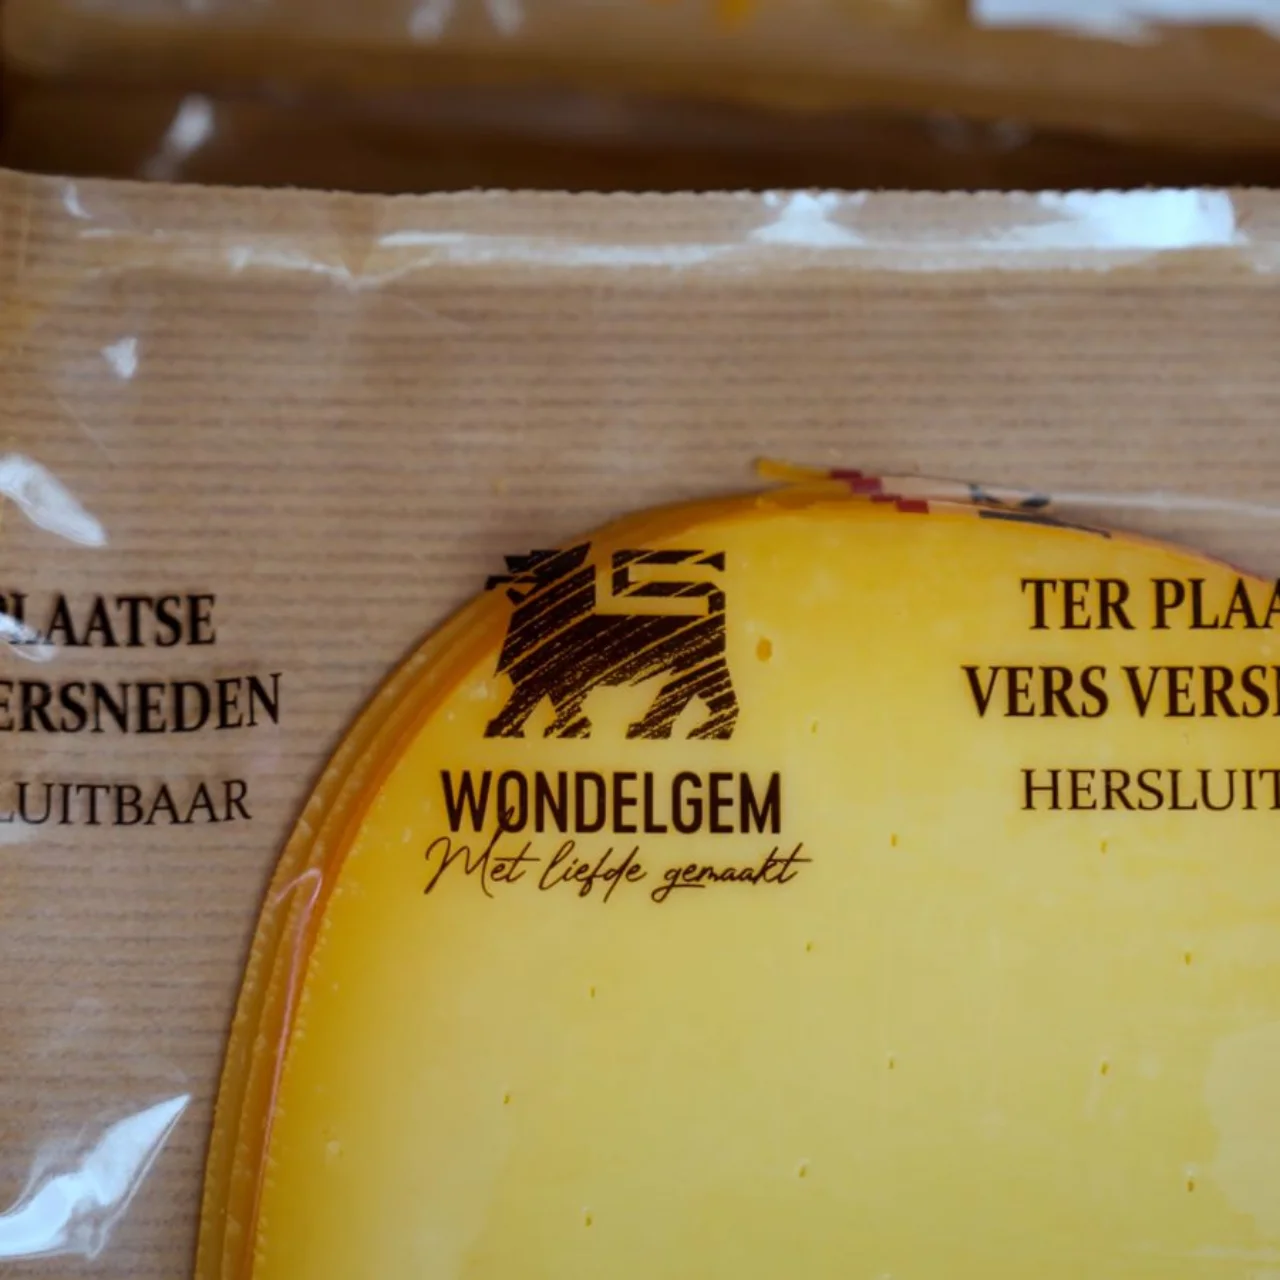 PLAATSE
ERSNEDEN
LUITBAAR
WONDELGEM
Met liefde gemaakt
TER PLAA
VERS VERS
HERSLUIT